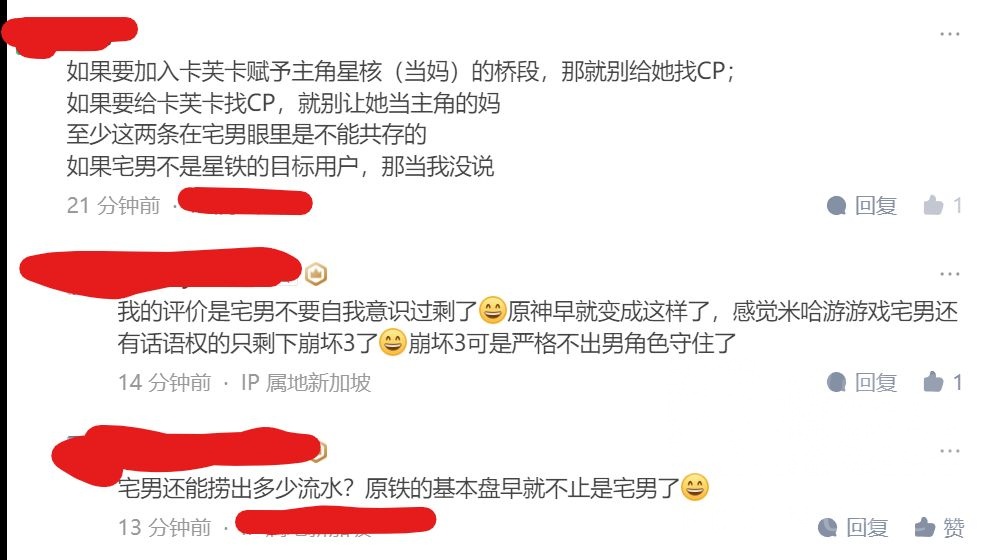 如果要加入卡芙卡赋予主角星核（当妈）的桥段，那就别给她找CP；
如果要给卡芙卡找CP，就别让她当主角的妈
至少这两条在宅男眼里是不能共存的
如果宅男不是星铁的目标用户，那当我没说
21 分钟前 ·
回复 1
我的评价是宅男不要自我意识过剩了😄原神早就变成这样了，感觉米哈游游戏宅男还
有话语权的只剩下崩坏3了😄崩坏3可是严格不出男角色守住了
14 分钟前 · IP 属地新加坡
回复 1
宅男还能捞出多少流水？原铁的基本盘早就不止是宅男了😄
13 分钟前 ·
回复 赞